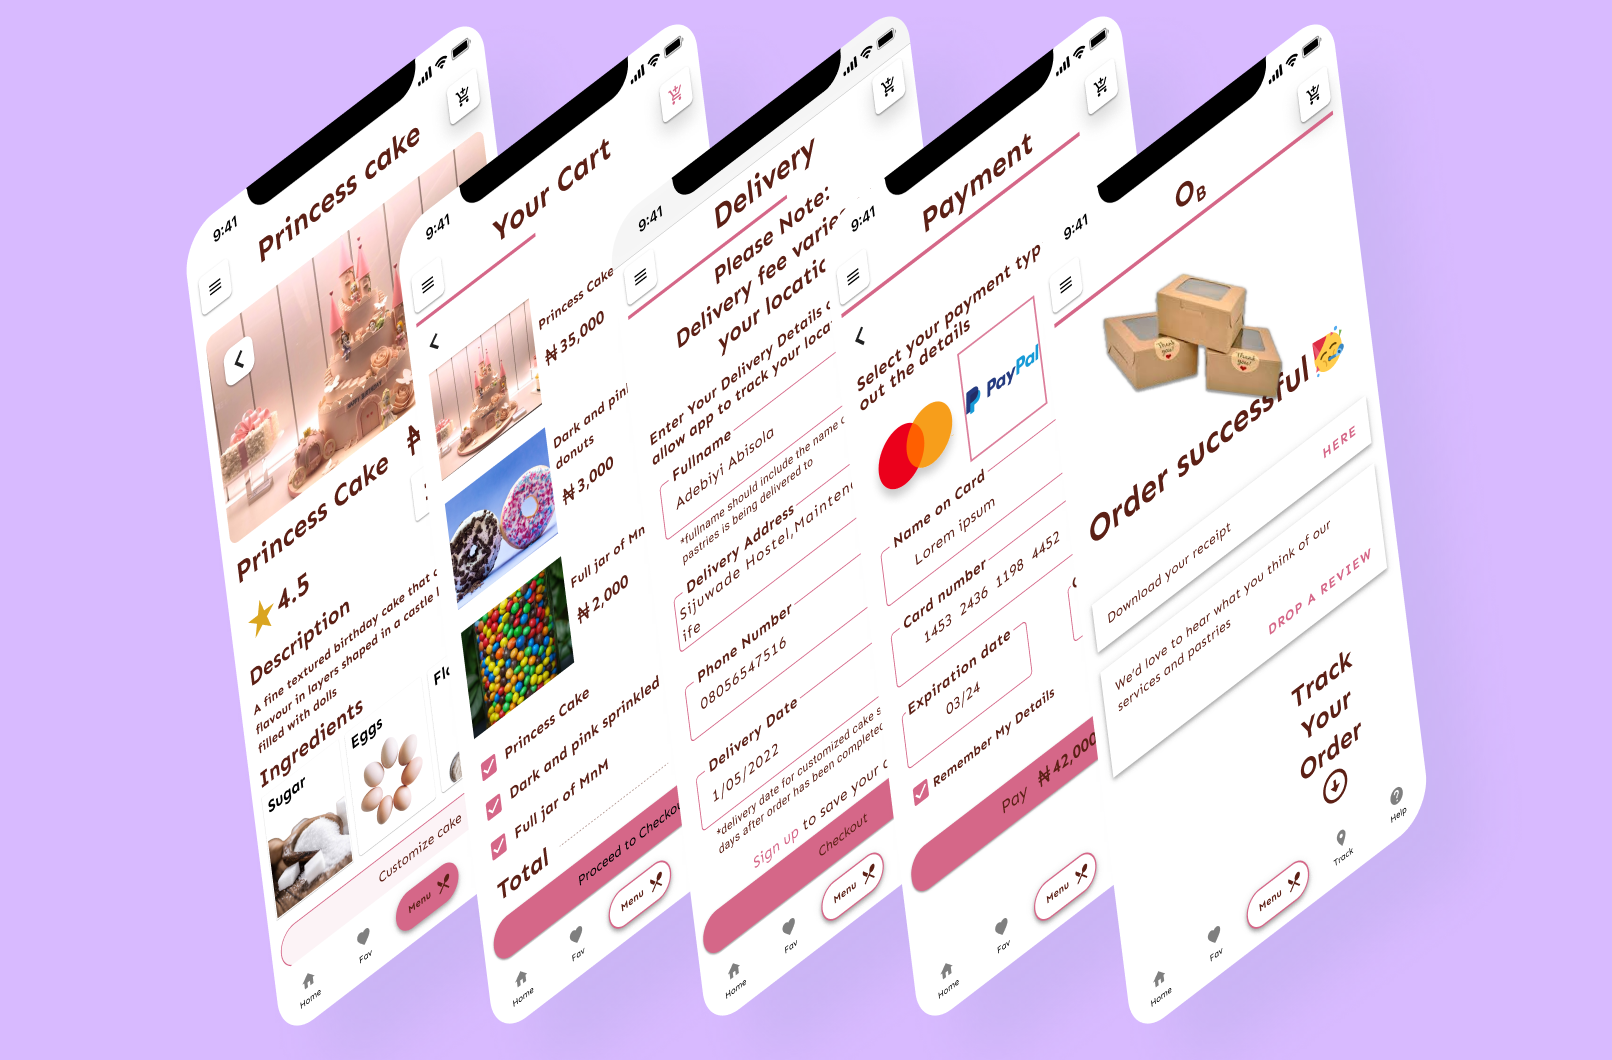 9:41
Princess cake
Princess Cake
₦
4.5
Description
A fine textured birthday cake that
flavour in layers shaped in a castle
filled with dolls
Ingredients
Sugar
Eggs
Customize cake
Home
Fav
Menu
9:41
Your Cart
Princess Cake
₦ 35,000
Dark and
donuts
₦ 3,000
Full jar of Mn
₦ 2,000
Princess Cake
Dark and pink sprinkled
Full jar of MnM
Total
Proceed to
Home
Fav
Menu
9:41
Delivery
Please Note:
Delivery fee
your
Enter Your Delivery Details
allow app to track your
Fullname
Adebiyi Abisola
*fullname should include the name
pastries is being delivered to
Delivery Address
Sijuwade Hostel,
ife
Phone Number
08056547516
Delivery Date
1/05/2022
*delivery date for customized cake
days after order has been completed
Sign up to save your
Checkout
Home
Fav
Menu
9:41
Payment
Select your payment typ
out the details
PayPal
Name on Card
Lorem ipsum
Card number
1453 2436 1198 4452
Expiration date
03/24
Remember My Details
Pay ₦ 42,000
Home
Fav
Menu
9:41
OB
Thank you!
Thank you!
Order successful
Download your receipt
HERE
We'd love to hear what you think of our
services and pastries
DROP A REVIEW
Track
Your
Order
Home
Fav
Menu
Track
Help